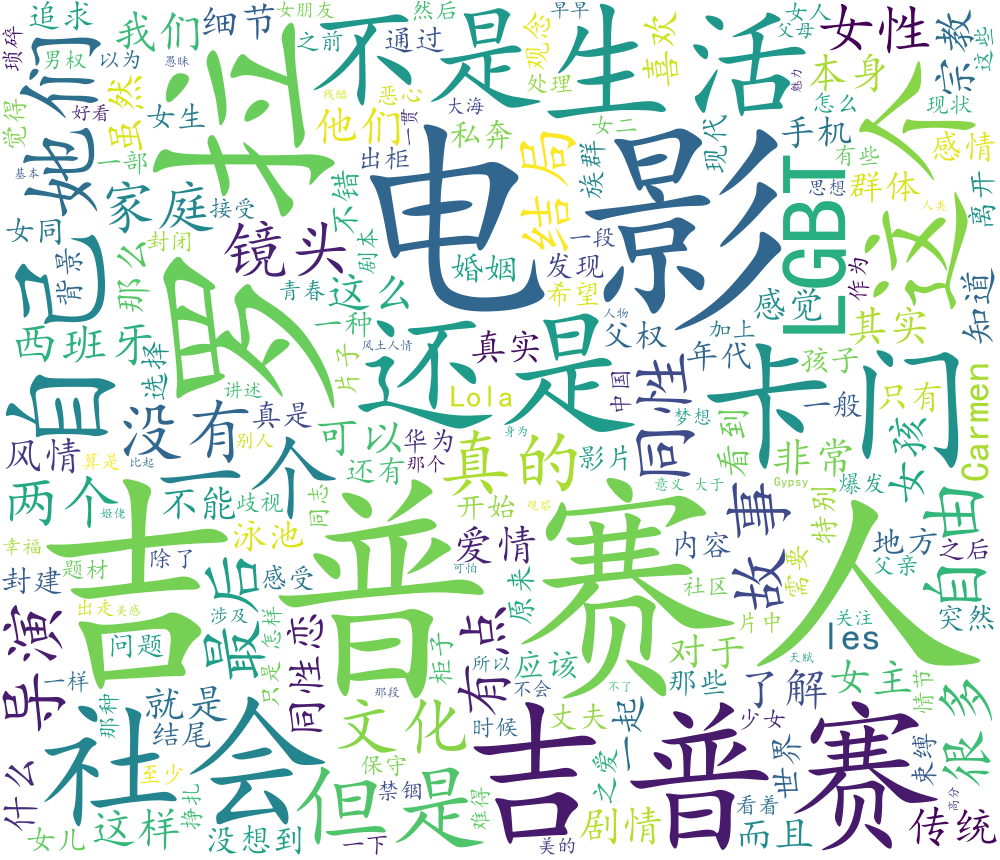 追求
我们
细节
女朋友
之前
然后
通过
不是
生活
观念
处理
喜欢
早早
女人
父母
女性
本身
宗教
这些
琐碎
男权
以为
愚昧
残酷
恶心
一贯
大海
魅力
怎么
现状
觉得
好看
虽然
女生
罗拉
他们
私奔
女二
现代
手机
有些
感情
她们
一部
出柜
不错
电影
结局
族群
LGBT
思想
群体
这个
人类
离开
基本
家庭
接受
剧本
女同
背景
那么
封闭
镜头
婚姻
一段
发现
希望
感觉
作为
知道
自己
西班牙
青春
这么
一种
人物
父权
加上
其实
选择
片子
风土人情
还是
真实
年代
孩子
卡门
讲述
Lola
中国
同性
梦想
一般
只有
Carmen
风情
没有
真是
别人
可以
华为
身为
看到
女孩
算是
比起
一个
还有
那个
真的
影片
非常
两个
姬佬
不能
歧视
同志
开始
观察
意义
大于
Gypsy
爆发
特别
自由
吉普赛人
幸福
泳池
爱情
内容
故事
地方
之后
封建
题材
除了
感受
可怕
原来
社区
需要
父亲
出走
美感
涉及
怎样
只是
片中
关注
突然
导演
问题
最后
同性恋
柜子
有点
应该
对于
les
一样
那种
就是
那段
所以
不会
不了
那些
天赋
了解
女主
情节
很多
什么
结尾
社会
文化
时候
丈夫
一起
少女
世界
束缚
至少
挣扎
但是
保守
禁锢
难得
吉普赛
之爱
看着
高分
女儿
这样
没想到
一下
美的
剧情
而且
传统